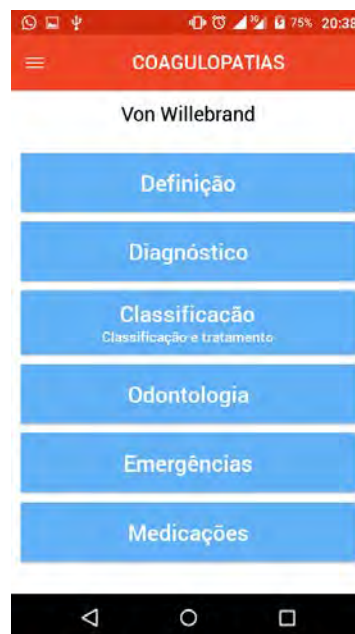 75% 20:38
COAGULOPATIAS
Von Willebrand
Definição
Diagnóstico
Classificacão
Classificação e tratamento
Odontologia
Emergências
Medicações